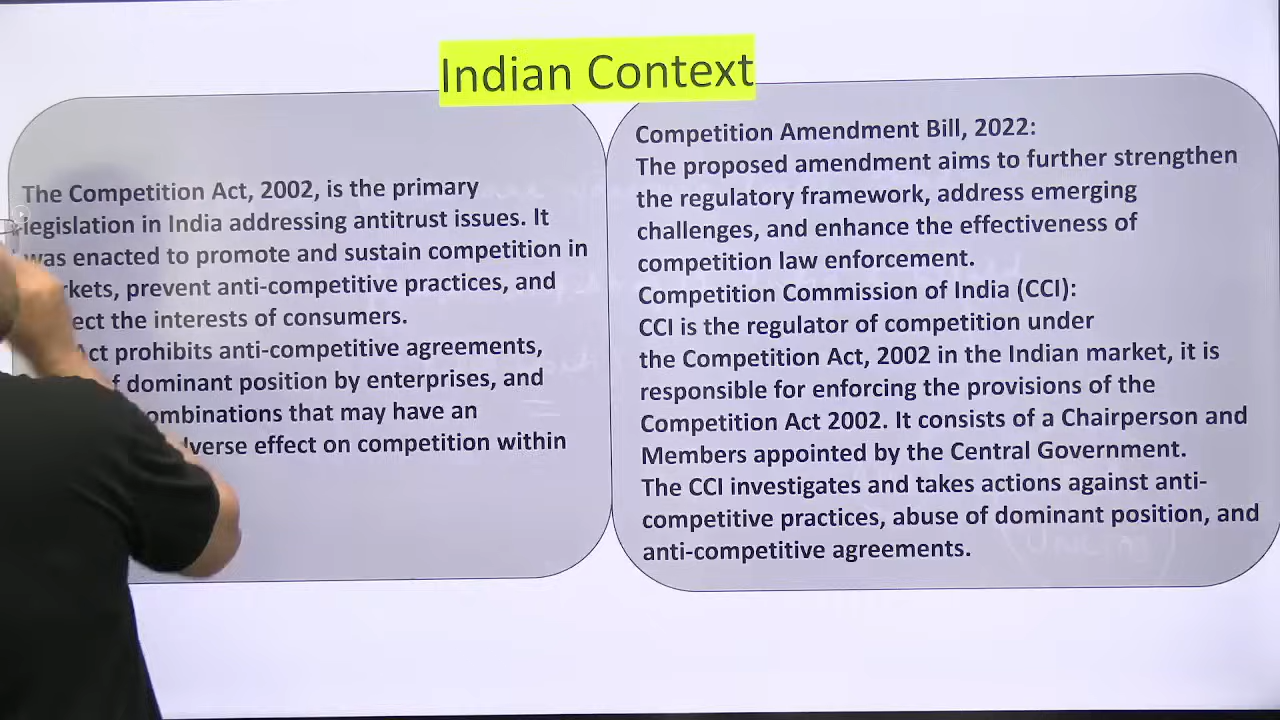 Indian Context
The Competition Act, 2002, is the primary
legislation in India addressing antitrust issues. It
was enacted to promote and sustain competition in
rkets, prevent anti-competitive practices, and
ect the interests of consumers.
Act prohibits anti-competitive agreements,
f dominant position by enterprises, and
ombinations that may have an
verse effect on competition within
Competition Amendment Bill, 2022:
The proposed amendment aims to further strengthen
the regulatory framework, address emerging
challenges, and enhance the effectiveness of
competition law enforcement.
Competition Commission of India (CCI):
CCI is the regulator of competition under
the Competition Act, 2002 in the Indian market, it is
responsible for enforcing the provisions of the
Competition Act 2002. It consists of a Chairperson and
Members appointed by the Central Government.
The CCI investigates and takes actions against anti-
competitive practices, abuse of dominant position, and
anti-competitive agreements.